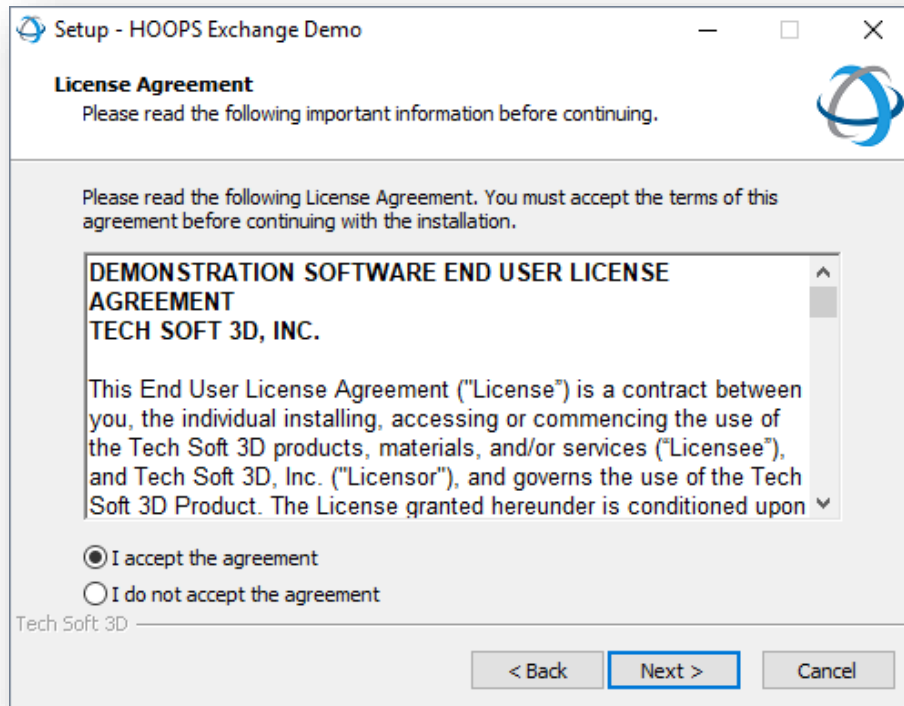 Setup - HOOPS Exchange Demo
License Agreement
Please read the following important information before continuing.
Please read the following License Agreement. You must accept the terms of this
agreement before continuing with the installation.
DEMONSTRATION SOFTWARE END USER LICENSE
AGREEMENT
TECH SOFT 3D, INC.
This End User License Agreement ("License”) is a contract between
you, the individual installing, accessing or commencing the use of
the Tech Soft 3D products, materials, and/or services (“Licensee”),
and Tech Soft 3D, Inc. ("Licensor"), and governs the use of the Tech
Soft 3D Product. The License granted hereunder is conditioned upon
I accept the agreement
I do not accept the agreement
Tech Soft 3D
< Back Next > Cancel